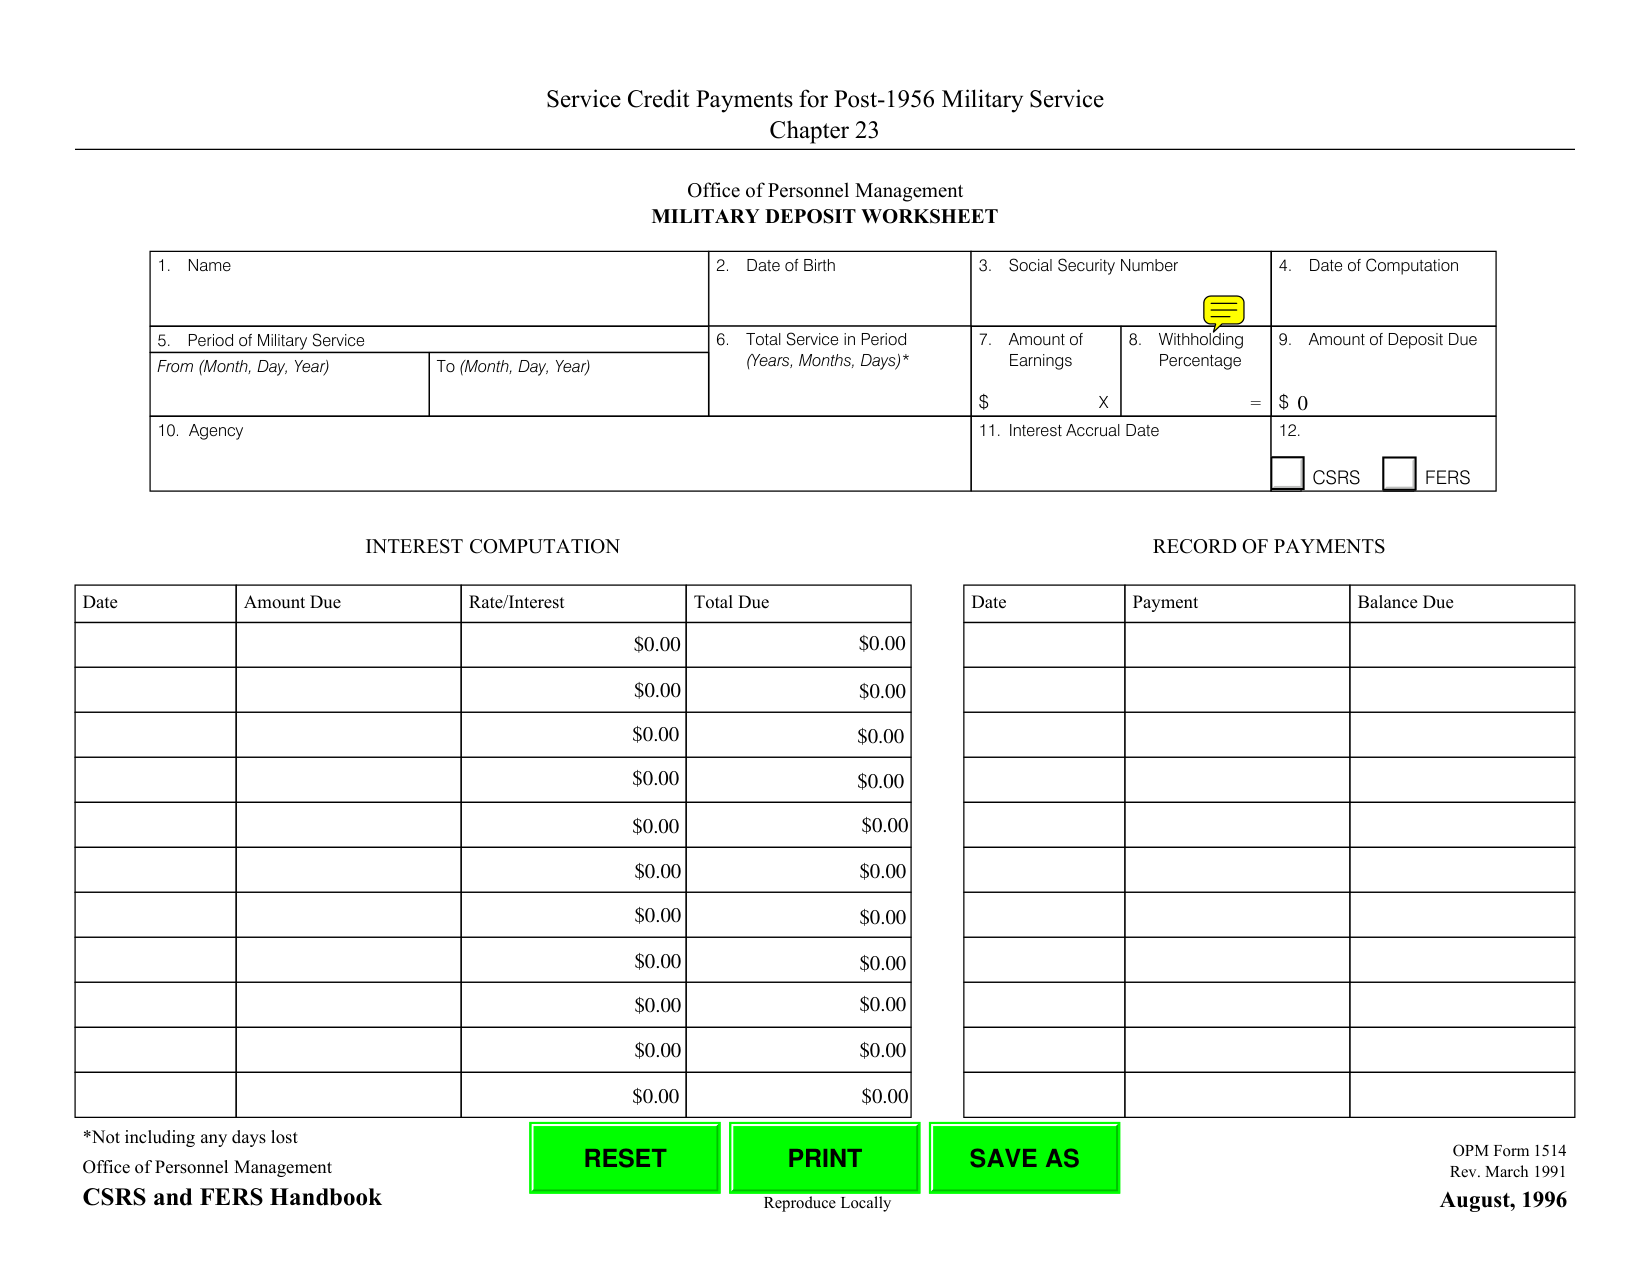 Service Credit Payments for Post-1956 Military Service
Chapter 23
Office of Personnel Management
MILITARY DEPOSIT WORKSHEET
1. Name
2. Date of Birth
3. Social Security Number
4. Date of Computation
5. Period of Military Service
From (Month, Day, Year)
To (Month, Day, Year)
6. Total Service in Period
(Years, Months, Days)*
7. Amount of
Earnings
$ X
8. Withholding
Percentage
=
9. Amount of Deposit Due
$ 0
10. Agency
11. Interest Accrual Date
12.
CSRS FERS
INTEREST COMPUTATION
Date Amount Due Rate/Interest Total Due
$0.00 $0.00
$0.00 $0.00
$0.00 $0.00
$0.00 $0.00
$0.00 $0.00
$0.00 $0.00
$0.00 $0.00
$0.00 $0.00
$0.00 $0.00
$0.00 $0.00
$0.00 $0.00
RECORD OF PAYMENTS
Date Payment Balance Due
*Not including any days lost
Office of Personnel Management
CSRS and FERS Handbook
RESET PRINT SAVE AS
Reproduce Locally
OPM Form 1514
Rev. March 1991
August, 1996